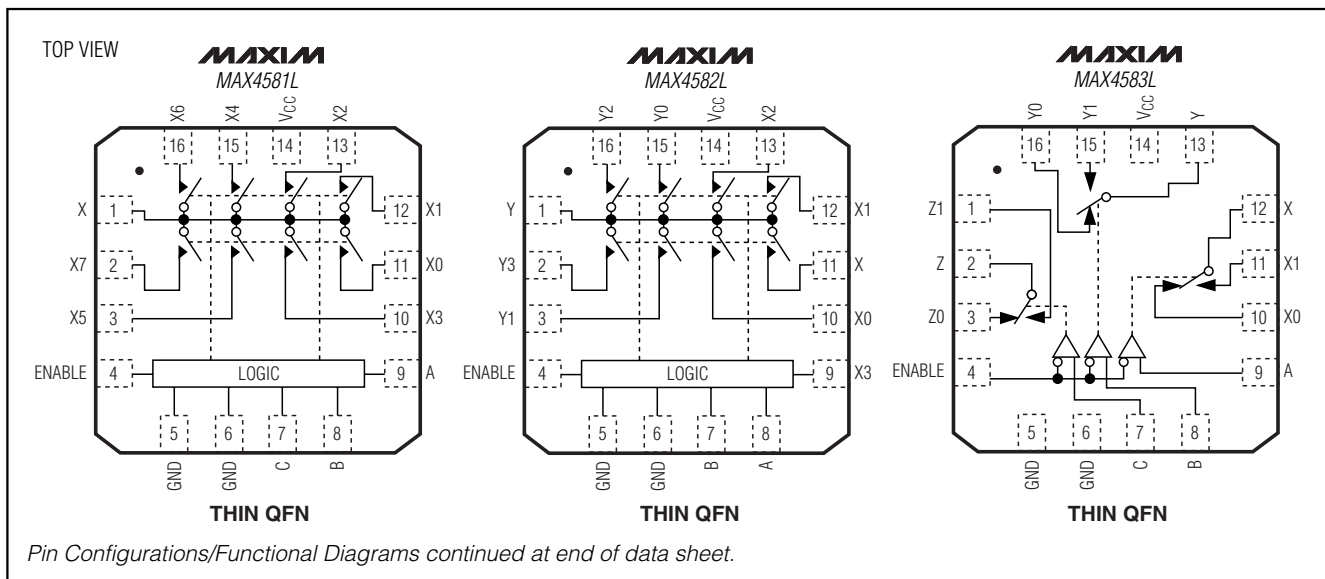 TOP VIEW
MAXIM
MAX4581L
X6 X4 VCC X2
16 15 14 13
X 1 12 X1
X7 2 11 X0
X5 3 10 X3
ENABLE 4 LOGIC 9 A
5 6 7 8
GND GND C B
THIN QFN
MAXIM
MAX4582L
Y2 Y0 VCC X2
16 15 14 13
Y 1 12 X1
Y3 2 11 X
Y1 3 10 X0
ENABLE 4 LOGIC 9 X3
5 6 7 8
GND GND B A
THIN QFN
MAXIM
MAX4583L
Y0 Y1 VCC Y
16 15 14 13
Z1 1 12 X
Z 2 11 X1
Z0 3 10 X0
ENABLE 4 9 A
5 6 7 8
GND GND C B
THIN QFN
Pin Configurations/Functional Diagrams continued at end of data sheet.